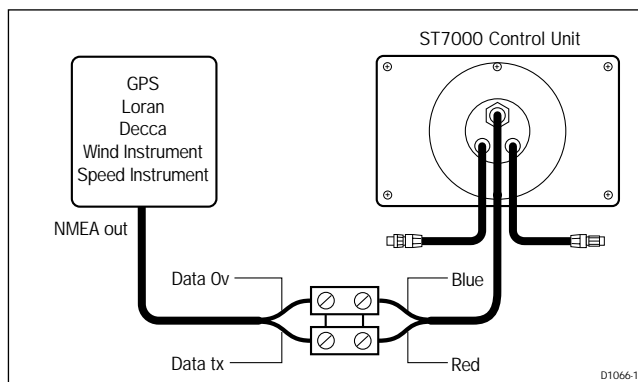 ST7000 Control Unit
GPS
Loran
Decca
Wind Instrument
Speed Instrument
NMEA out
Data 0v
Blue
Data tx
Red
D1066-1